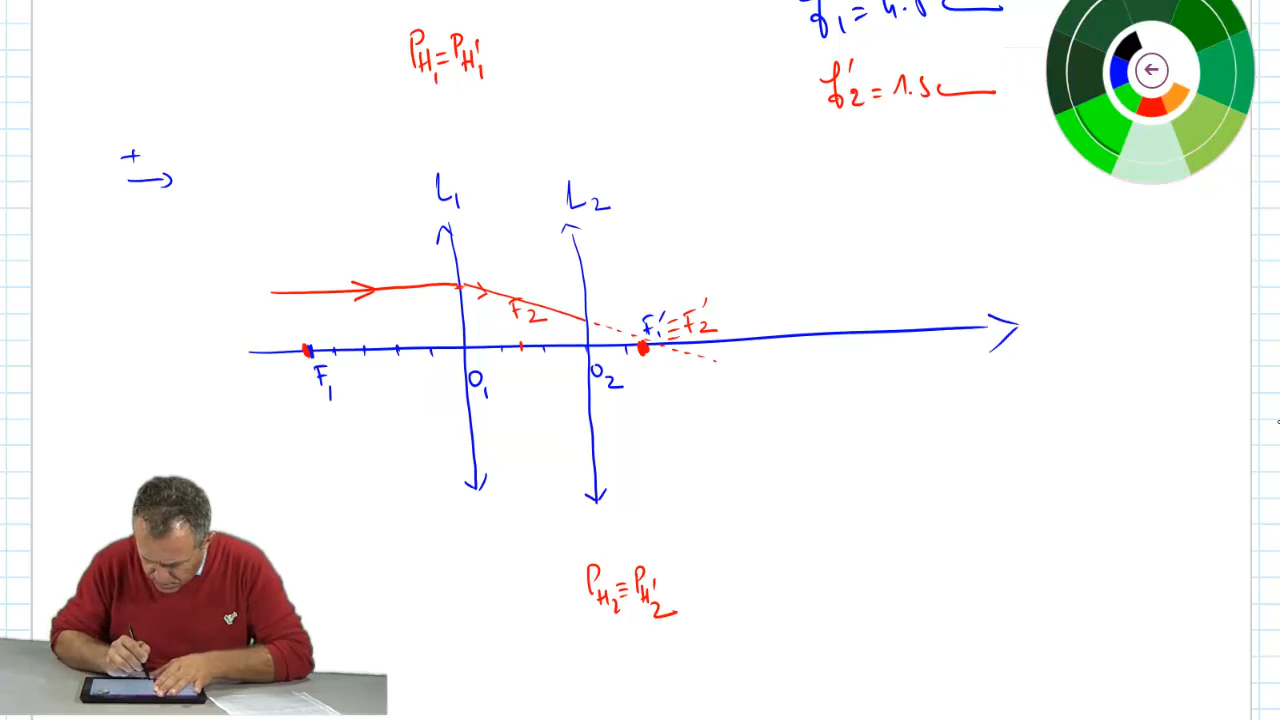 P_H₁ = P_H'₁
f'₂ = 1.5
+
L₁ L₂
F₂ F'₁ ≡ F'₂
F₁ O₁ O₂
P_H₂ ≡ P_H'₂